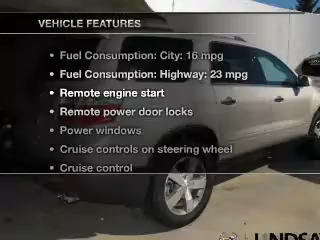 VEHICLE FEATURES
• Fuel Consumption: City: 16 mpg
• Fuel Consumption: Highway: 23 mpg
• Remote engine start
• Remote power door locks
• Power windows
• Cruise controls on steering wheel
• Cruise control